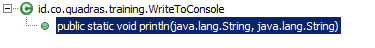 id.co.quadras.training.WriteToConsole
public static void println(java.lang.String, java.lang.String)